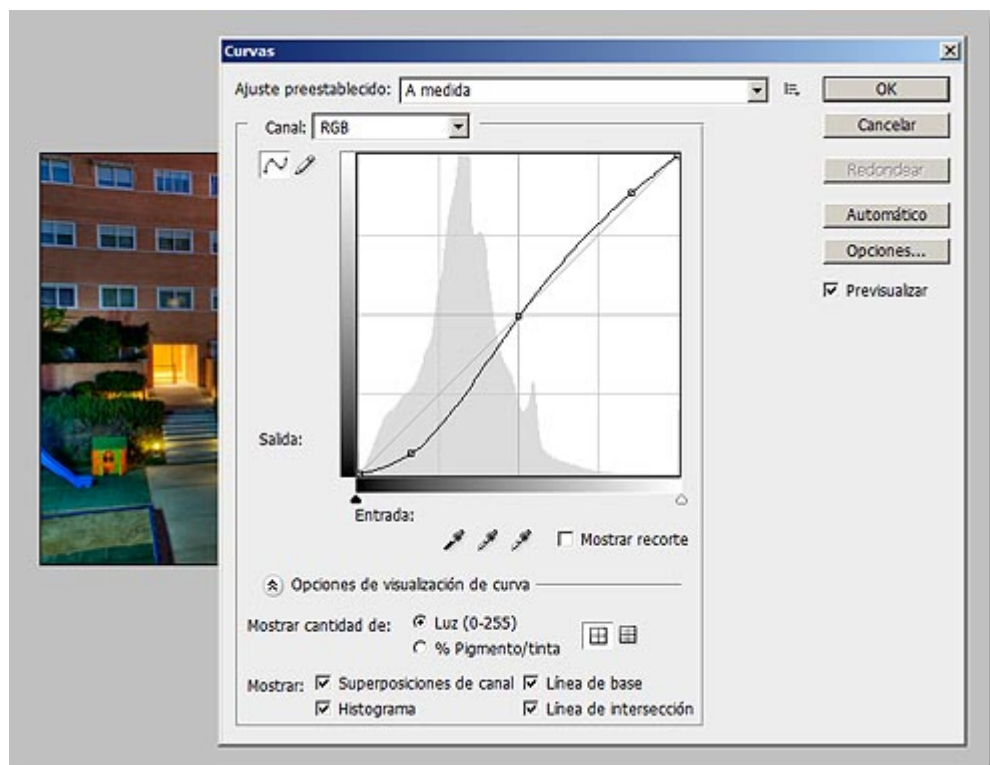 Curvas
Ajuste preestablecido: A medida
OK
Canal: RGB
Cancelar
Redondear
Automático
Opciones...
Previsualizar
Salida:
Entrada:
Mostrar recorte
Opciones de visualización de curva
Mostrar cantidad de: Luz (0-255)
% Pigmento/tinta
Mostrar: Superposiciones de canal Línea de base
Histograma Línea de intersección